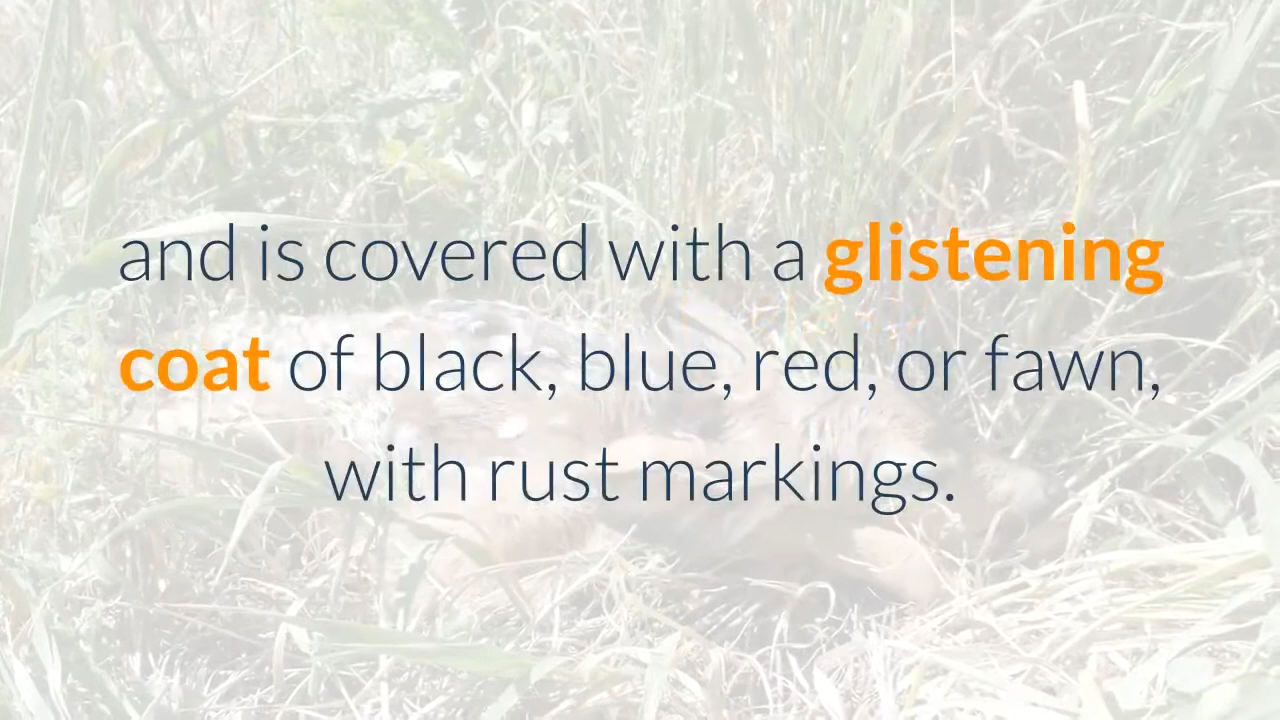 and is covered with a glistening
coat of black, blue, red, or fawn,
with rust markings.